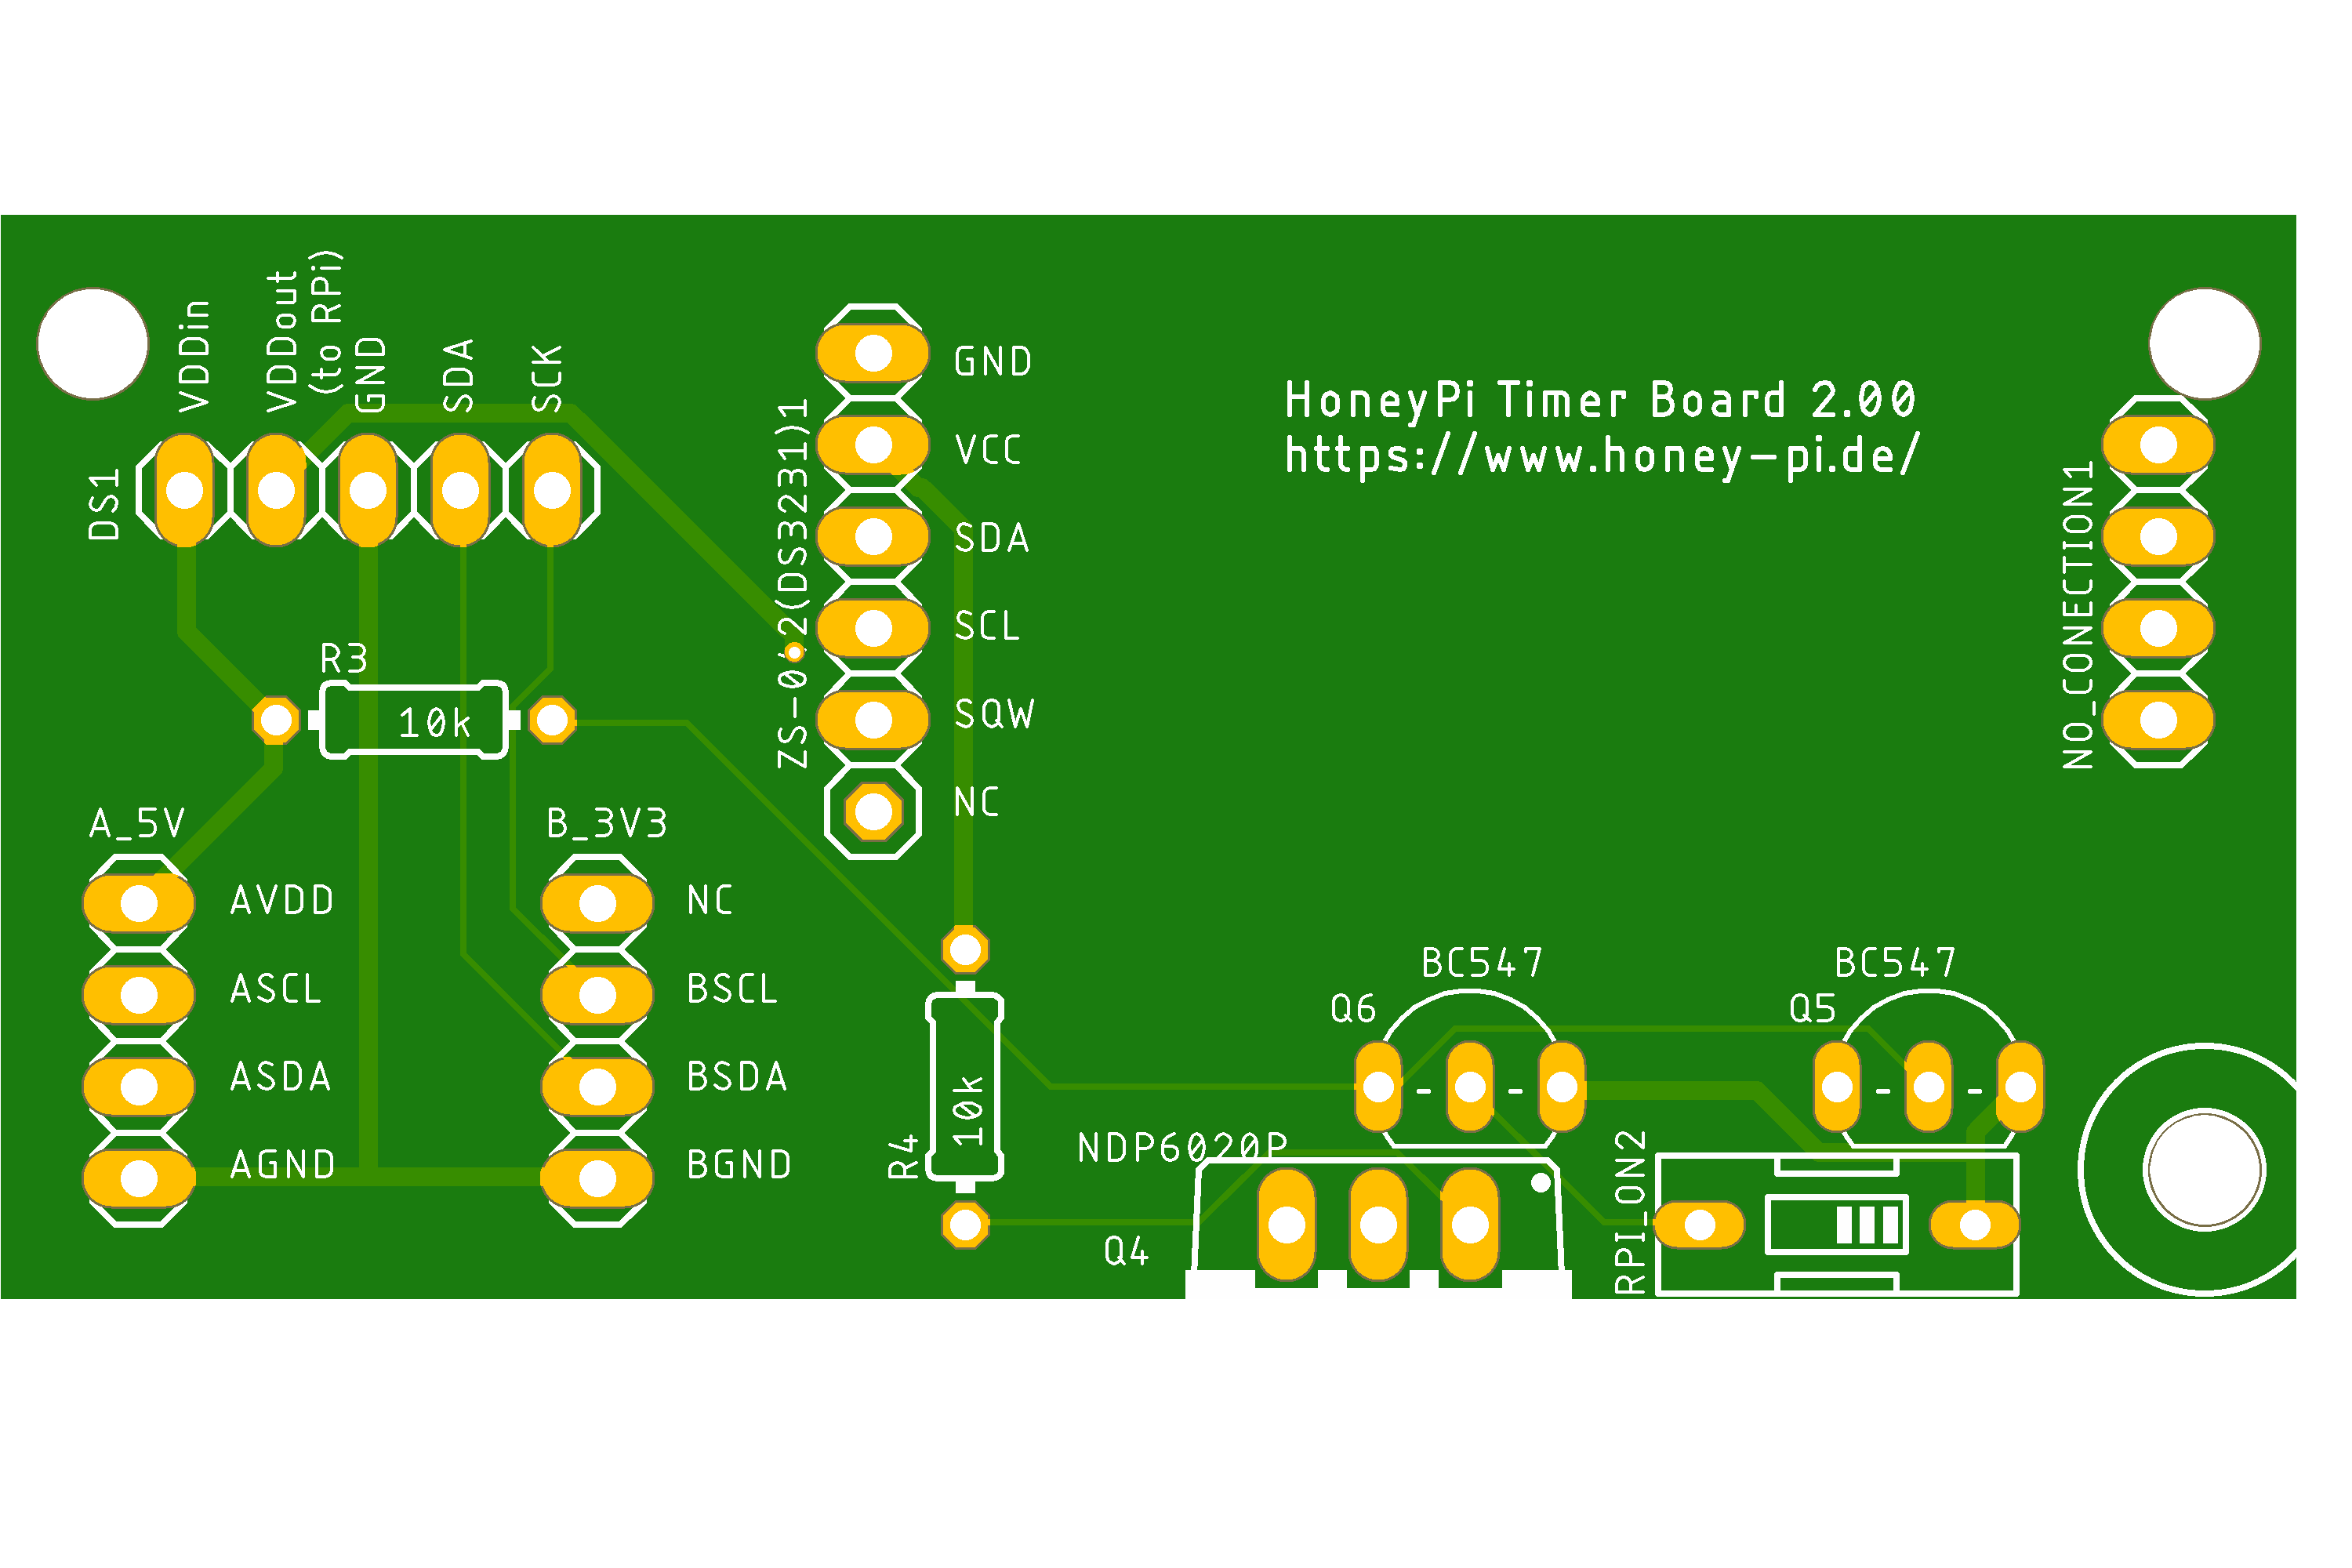 HoneyPi Timer Board 2.00
https://www.honey-pi.de/
DS1
VDDin
VDDout
(to RPi)
GND
SDA
SCK
R3
10k
A_5V
AVDD
ASCL
ASDA
AGND
B_3V3
NC
BSCL
BSDA
BGND
ZS-042(DS3231)1
GND
VCC
SDA
SCL
SQW
NC
R4
10k
NDP6020P
Q4
Q6
BC547
Q5
BC547
RPI_ON2
NO_CONECTION1